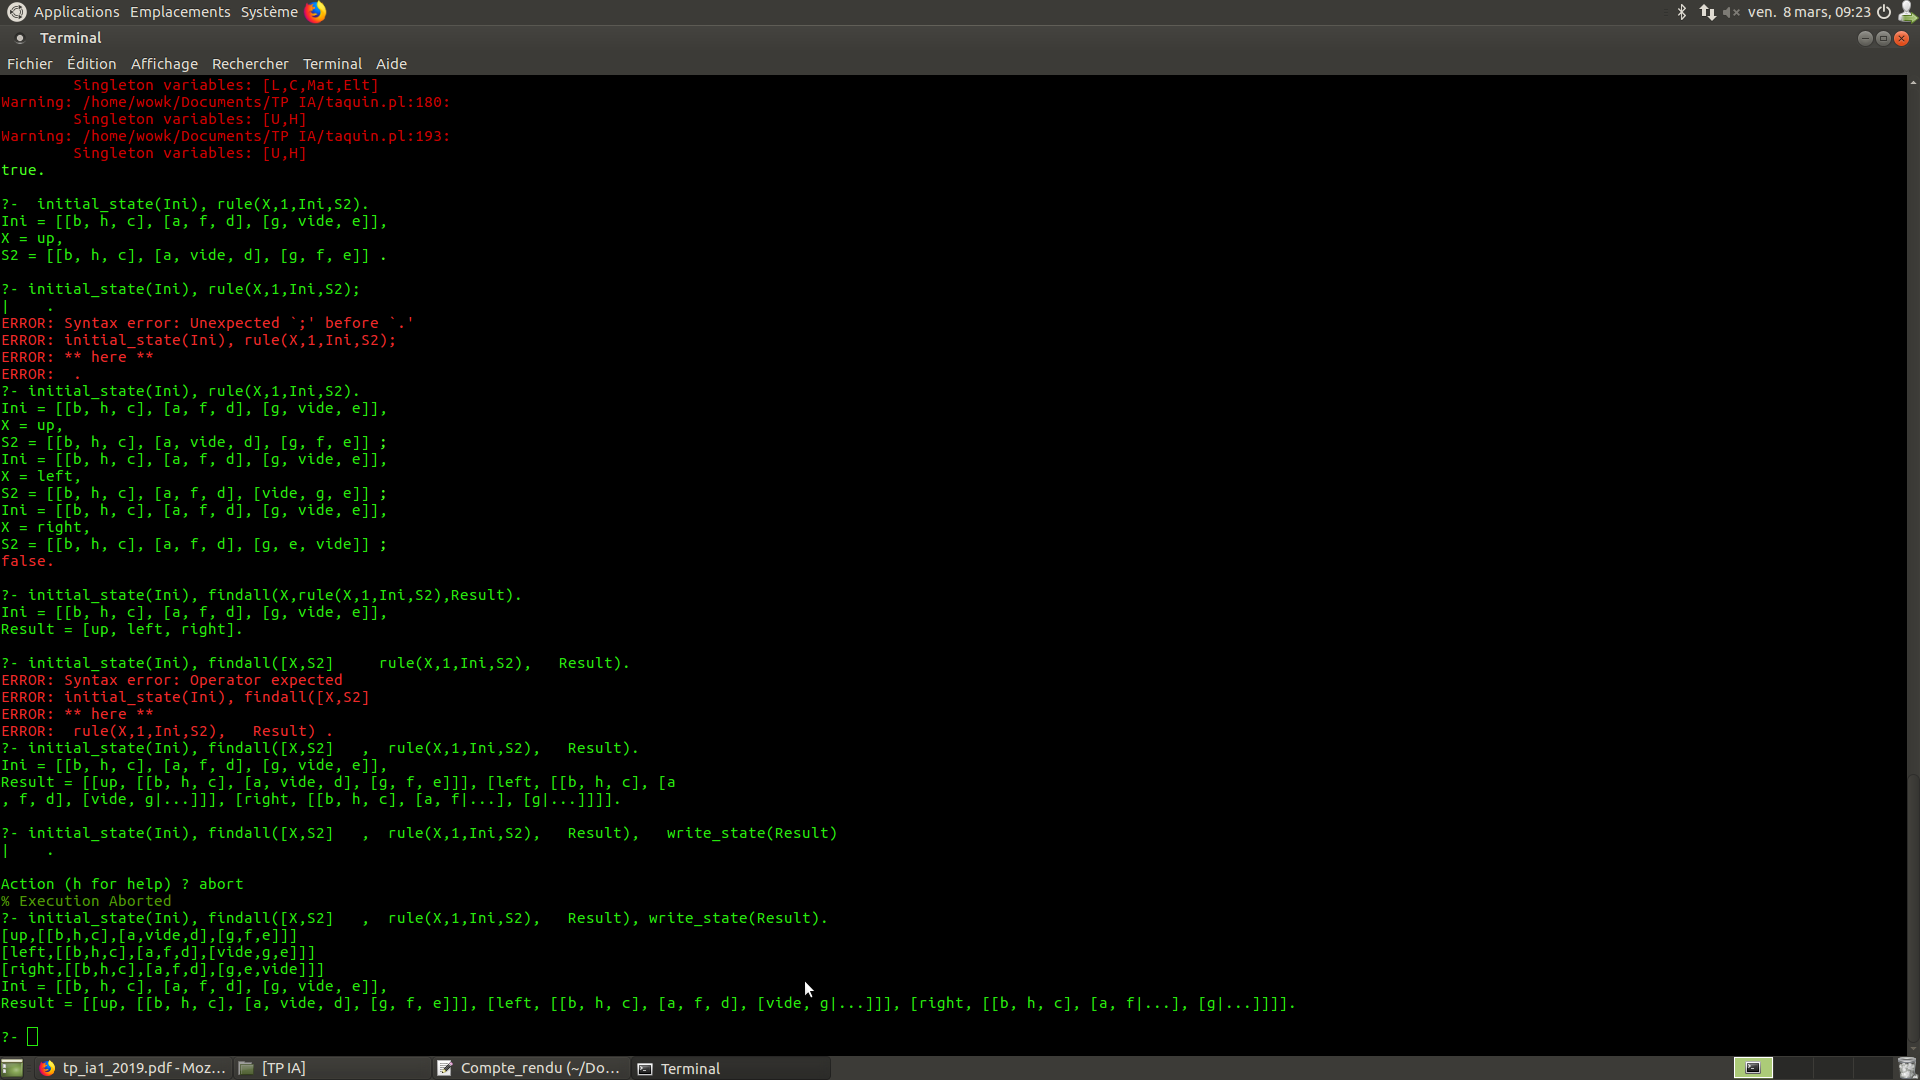 Applications Emplacements Système ven. 8 mars, 09:23
Terminal
Fichier Édition Affichage Rechercher Terminal Aide
Singleton variables: [L,C,Mat,Elt]
Warning: /home/wowk/Documents/TP IA/taquin.pl:180:
Singleton variables: [U,H]
Warning: /home/wowk/Documents/TP IA/taquin.pl:193:
Singleton variables: [U,H]
true.
?-  initial_state(Ini), rule(X,1,Ini,S2).
Ini = [[b, h, c], [a, f, d], [g, vide, e]],
X = up,
S2 = [[b, h, c], [a, vide, d], [g, f, e]] .
?- initial_state(Ini), rule(X,1,Ini,S2);
|    .
ERROR: Syntax error: Unexpected `;' before `.'
ERROR: initial_state(Ini), rule(X,1,Ini,S2);
ERROR: ** here **
ERROR:  .
?- initial_state(Ini), rule(X,1,Ini,S2).
Ini = [[b, h, c], [a, f, d], [g, vide, e]],
X = up,
S2 = [[b, h, c], [a, vide, d], [g, f, e]] ;
Ini = [[b, h, c], [a, f, d], [g, vide, e]],
X = left,
S2 = [[b, h, c], [a, f, d], [vide, g, e]] ;
Ini = [[b, h, c], [a, f, d], [g, vide, e]],
X = right,
S2 = [[b, h, c], [a, f, d], [g, e, vide]] ;
false.
?- initial_state(Ini), findall(X,rule(X,1,Ini,S2),Result).
Ini = [[b, h, c], [a, f, d], [g, vide, e]],
Result = [up, left, right].
?- initial_state(Ini), findall([X,S2]     rule(X,1,Ini,S2),   Result).
ERROR: Syntax error: Operator expected
ERROR: initial_state(Ini), findall([X,S2]
ERROR: ** here **
ERROR:  rule(X,1,Ini,S2),   Result) .
?- initial_state(Ini), findall([X,S2]   ,  rule(X,1,Ini,S2),   Result).
Ini = [[b, h, c], [a, f, d], [g, vide, e]],
Result = [[up, [[b, h, c], [a, vide, d], [g, f, e]]], [left, [[b, h, c], [a
, f, d], [vide, g|...]]], [right, [[b, h, c], [a, f|...], [g|...]]]].
?- initial_state(Ini), findall([X,S2]   ,  rule(X,1,Ini,S2),   Result),   write_state(Result)
|    .
Action (h for help) ? abort
% Execution Aborted
?- initial_state(Ini), findall([X,S2]   ,  rule(X,1,Ini,S2),   Result), write_state(Result).
[up,[[b,h,c],[a,vide,d],[g,f,e]]]
[left,[[b,h,c],[a,f,d],[vide,g,e]]]
[right,[[b,h,c],[a,f,d],[g,e,vide]]]
Ini = [[b, h, c], [a, f, d], [g, vide, e]],
Result = [[up, [[b, h, c], [a, vide, d], [g, f, e]]], [left, [[b, h, c], [a, f, d], [vide, g|...]]], [right, [[b, h, c], [a, f|...], [g|...]]]].
?-
tp_ia1_2019.pdf - Moz... [TP IA] Compte_rendu (~/Do... Terminal